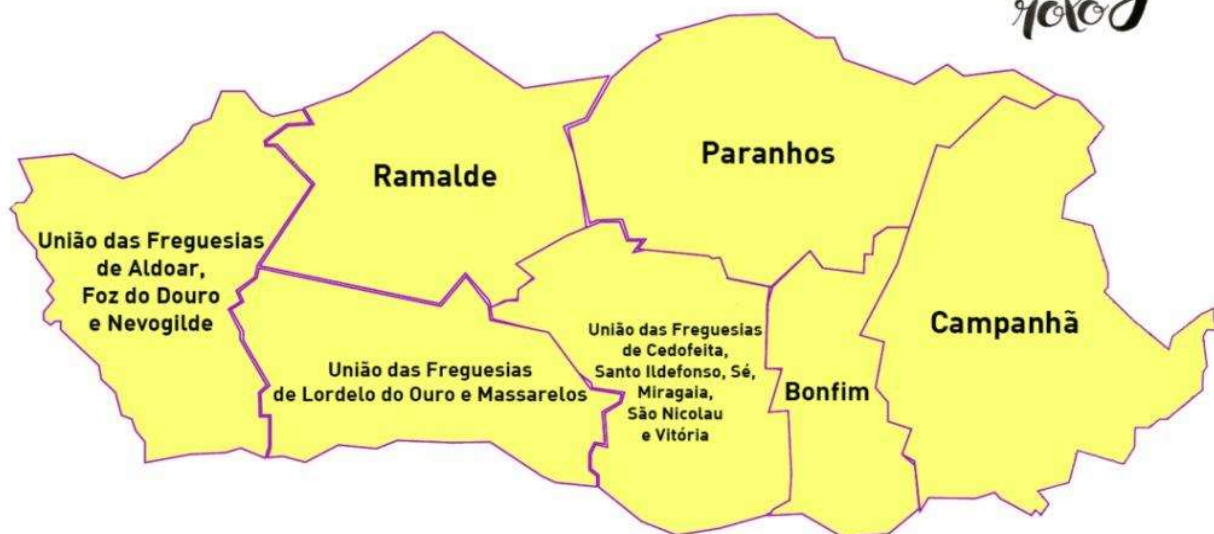 roxo
Ramalde
Paranhos
União das Freguesias
de Aldoar,
Foz do Douro
e Nevogilde
União das Freguesias
de Lordelo do Ouro e Massarelos
União das Freguesias
de Cedofeita,
Santo Ildefonso, Sé,
Miragaia,
São Nicolau
e Vitória
Bonfim
Campanhã